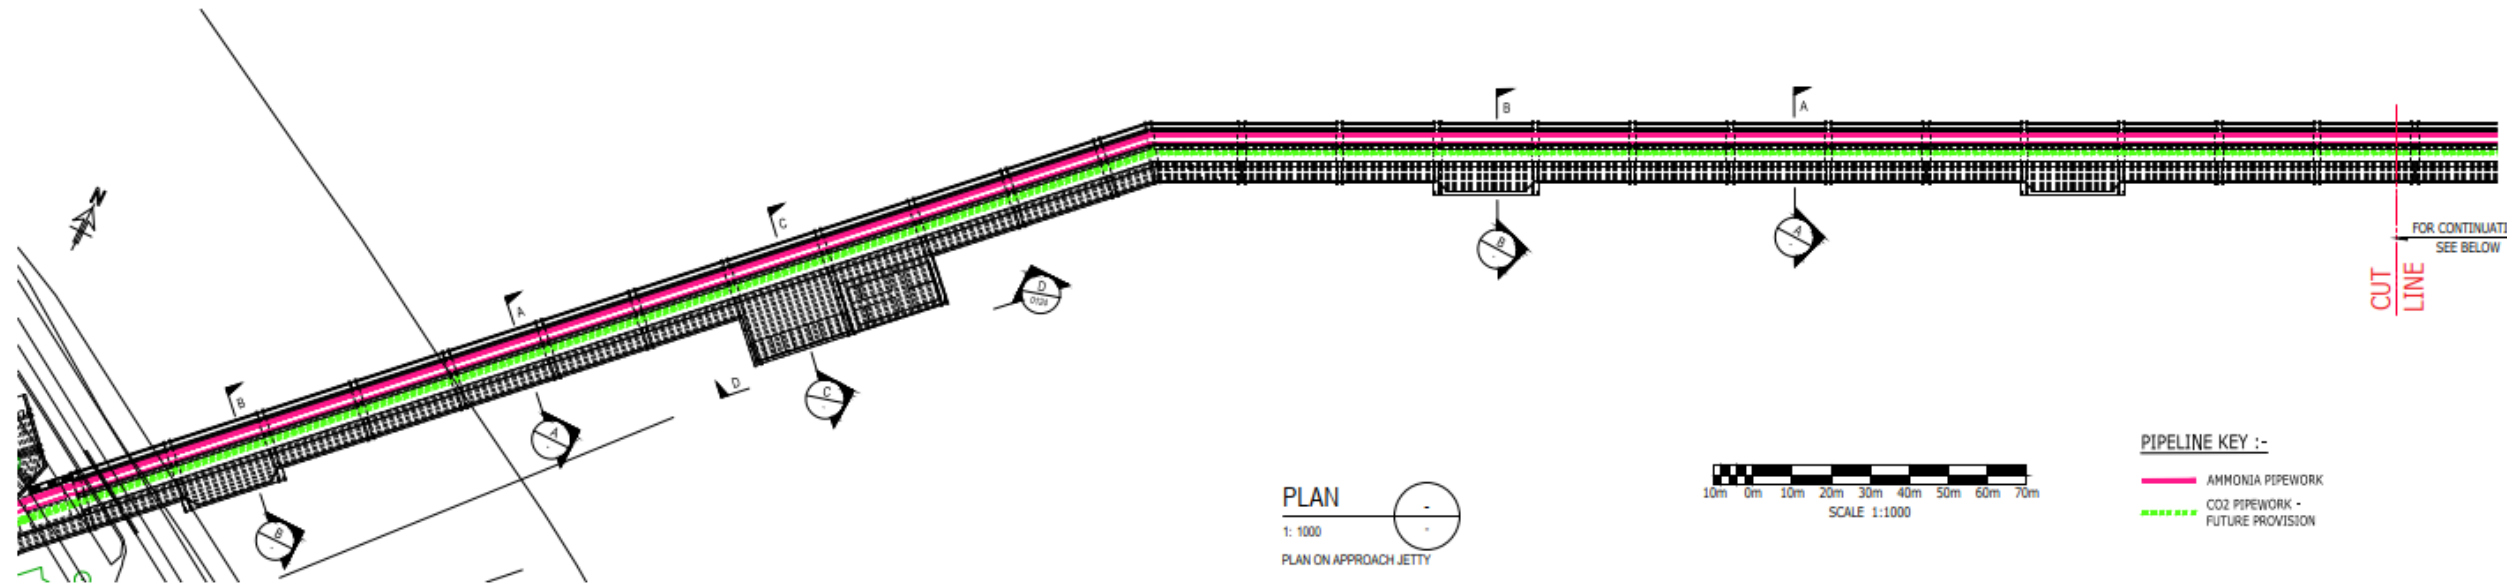 B
A
N
C
A
FOR CONTINUATI
SEE BELOW
B
-
A
-
D
0124
CUT
LINE
A
B
D
C
-
A
-
B
-
PIPELINE KEY :-
AMMONIA PIPEWORK
CO2 PIPEWORK -
FUTURE PROVISION
10m 0m 10m 20m 30m 40m 50m 60m 70m
SCALE 1:1000
PLAN
-
-
1: 1000
PLAN ON APPROACH JETTY